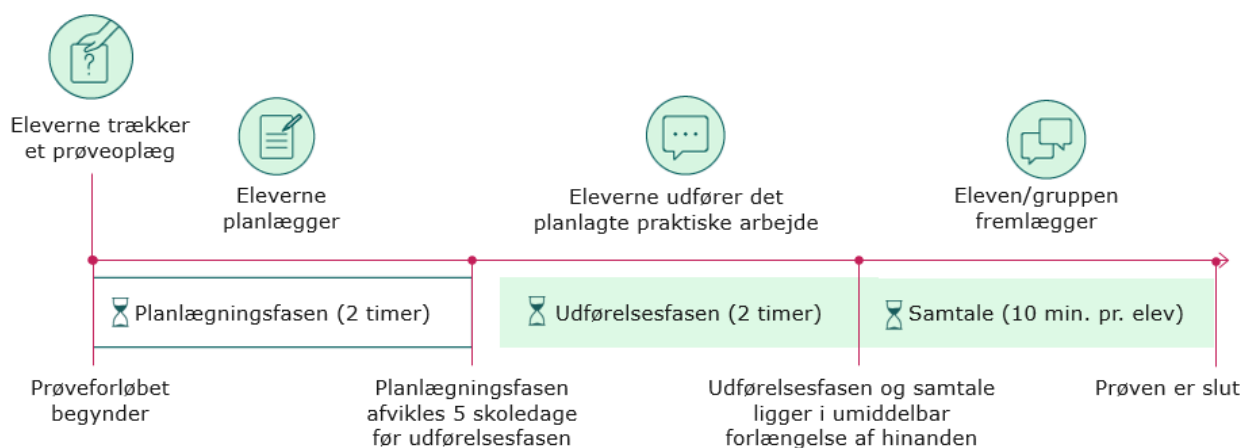 ?
Eleverne trækker
et prøveoplæg
Eleverne
planlægger
Eleverne udfører det
planlagte praktiske arbejde
Eleven/gruppen
fremlægger
Planlægningsfasen (2 timer)
Udførelsesfasen (2 timer)
Samtale (10 min. pr. elev)
Prøveforløbet
begynder
Planlægningsfasen
afvikles 5 skoledage
før udførelsesfasen
Udførelsesfasen og samtale
ligger i umiddelbar
forlængelse af hinanden
Prøven er slut